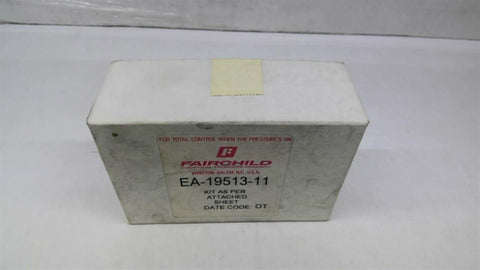 FOR TOTAL CONTROL WHEN THE PRESSURE'S ON
FAIRCHILD
WINSTON SALEM, N.C., U.S.A.
EA-19513-11
KIT AS PER
ATTACHED
SHEET
DATE CODE: OT